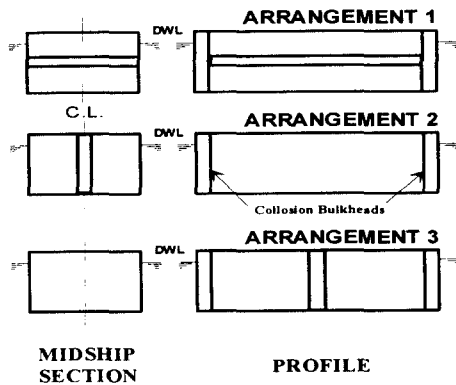 ARRANGEMENT 1
DWL
C.L.
ARRANGEMENT 2
DWL
Collosion Bulkheads
ARRANGEMENT 3
DWL
MIDSHIP
SECTION
PROFILE